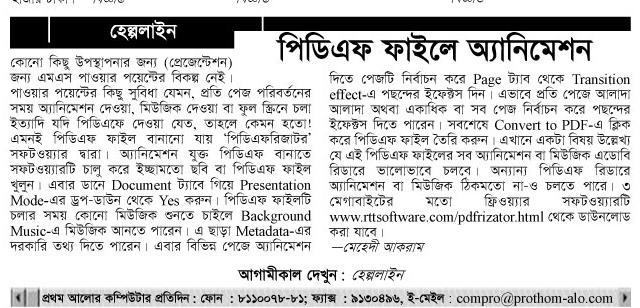 হেল্পলাইন
পিডিএফ ফাইলে অ্যানিমেশন
কোনো কিছু উপস্থাপনার জন্য (প্রেজেন্টেশন)
জন্য এমএস পাওয়ার পয়েন্টের বিকল্প নেই।
পাওয়ার পয়েন্টের কিছু সুবিধা যেমন, প্রতি পেজ পরিবর্তনের
সময় অ্যানিমেশন দেওয়া, মিউজিক দেওয়া বা ফুল স্ক্রিনে চলা
ইত্যাদি যদি পিডিএফে দেওয়া যেত, তাহলে কেমন হতো!
এমনই পিডিএফ ফাইল বানানো যায় ‘পিডিএফরিজাটর’
সফটওয়্যার দ্বারা। অ্যানিমেশন যুক্ত পিডিএফ বানাতে
সফটওয়্যারটি চালু করে ইচ্ছামতো ছবি বা পিডিএফ ফাইল
খুলুন। এবার ডানে Document ট্যাবে গিয়ে Presentation
Mode-এর ড্রপ-ডাউন থেকে Yes করুন। পিডিএফ ফাইলটি
চলার সময় কোনো মিউজিক শুনতে চাইলে Background
Music-এ মিউজিক আনতে পারেন। এ ছাড়া Metadata-এর
দরকারি তথ্য দিতে পারেন। এবার বিভিন্ন পেজে অ্যানিমেশন
দিতে পেজটি নির্বাচন করে Page ট্যাব থেকে Transition
effect-এ পছন্দের ইফেক্টস দিন। এভাবে প্রতি পেজে আলাদা
আলাদা অথবা একাধিক বা সব পেজ নির্বাচন করে পছন্দের
ইফেক্টস দিতে পারেন। সবশেষে Convert to PDF-এ ক্লিক
করে পিডিএফ ফাইল তৈরি করুন। এখানে একটা বিষয় উল্লেখ্য
যে এই পিডিএফ ফাইলের সব অ্যানিমেশন বা মিউজিক এডোবি
রিডারে ভালোভাবে চলবে। অন্যান্য পিডিএফ রিডারে
অ্যানিমেশন বা মিউজিক ঠিকমতো না-ও চলতে পারে। ৩
মেগাবাইটের মতো ফ্রিওয়্যার সফটওয়্যারটি
www.rttsoftware.com/pdfrizator.html থেকে ডাউনলোড
করা যাবে।
—মেহেদী আকরাম
আগামীকাল দেখুন : হেল্পলাইন
প্রথম আলোর কম্পিউটার প্রতিদিন : ফোন : ৮১১০০৭৮-৮১; ফ্যাক্স : ৯১৩০৪৯৬, ই-মেইল : compro@prothom-alo.com